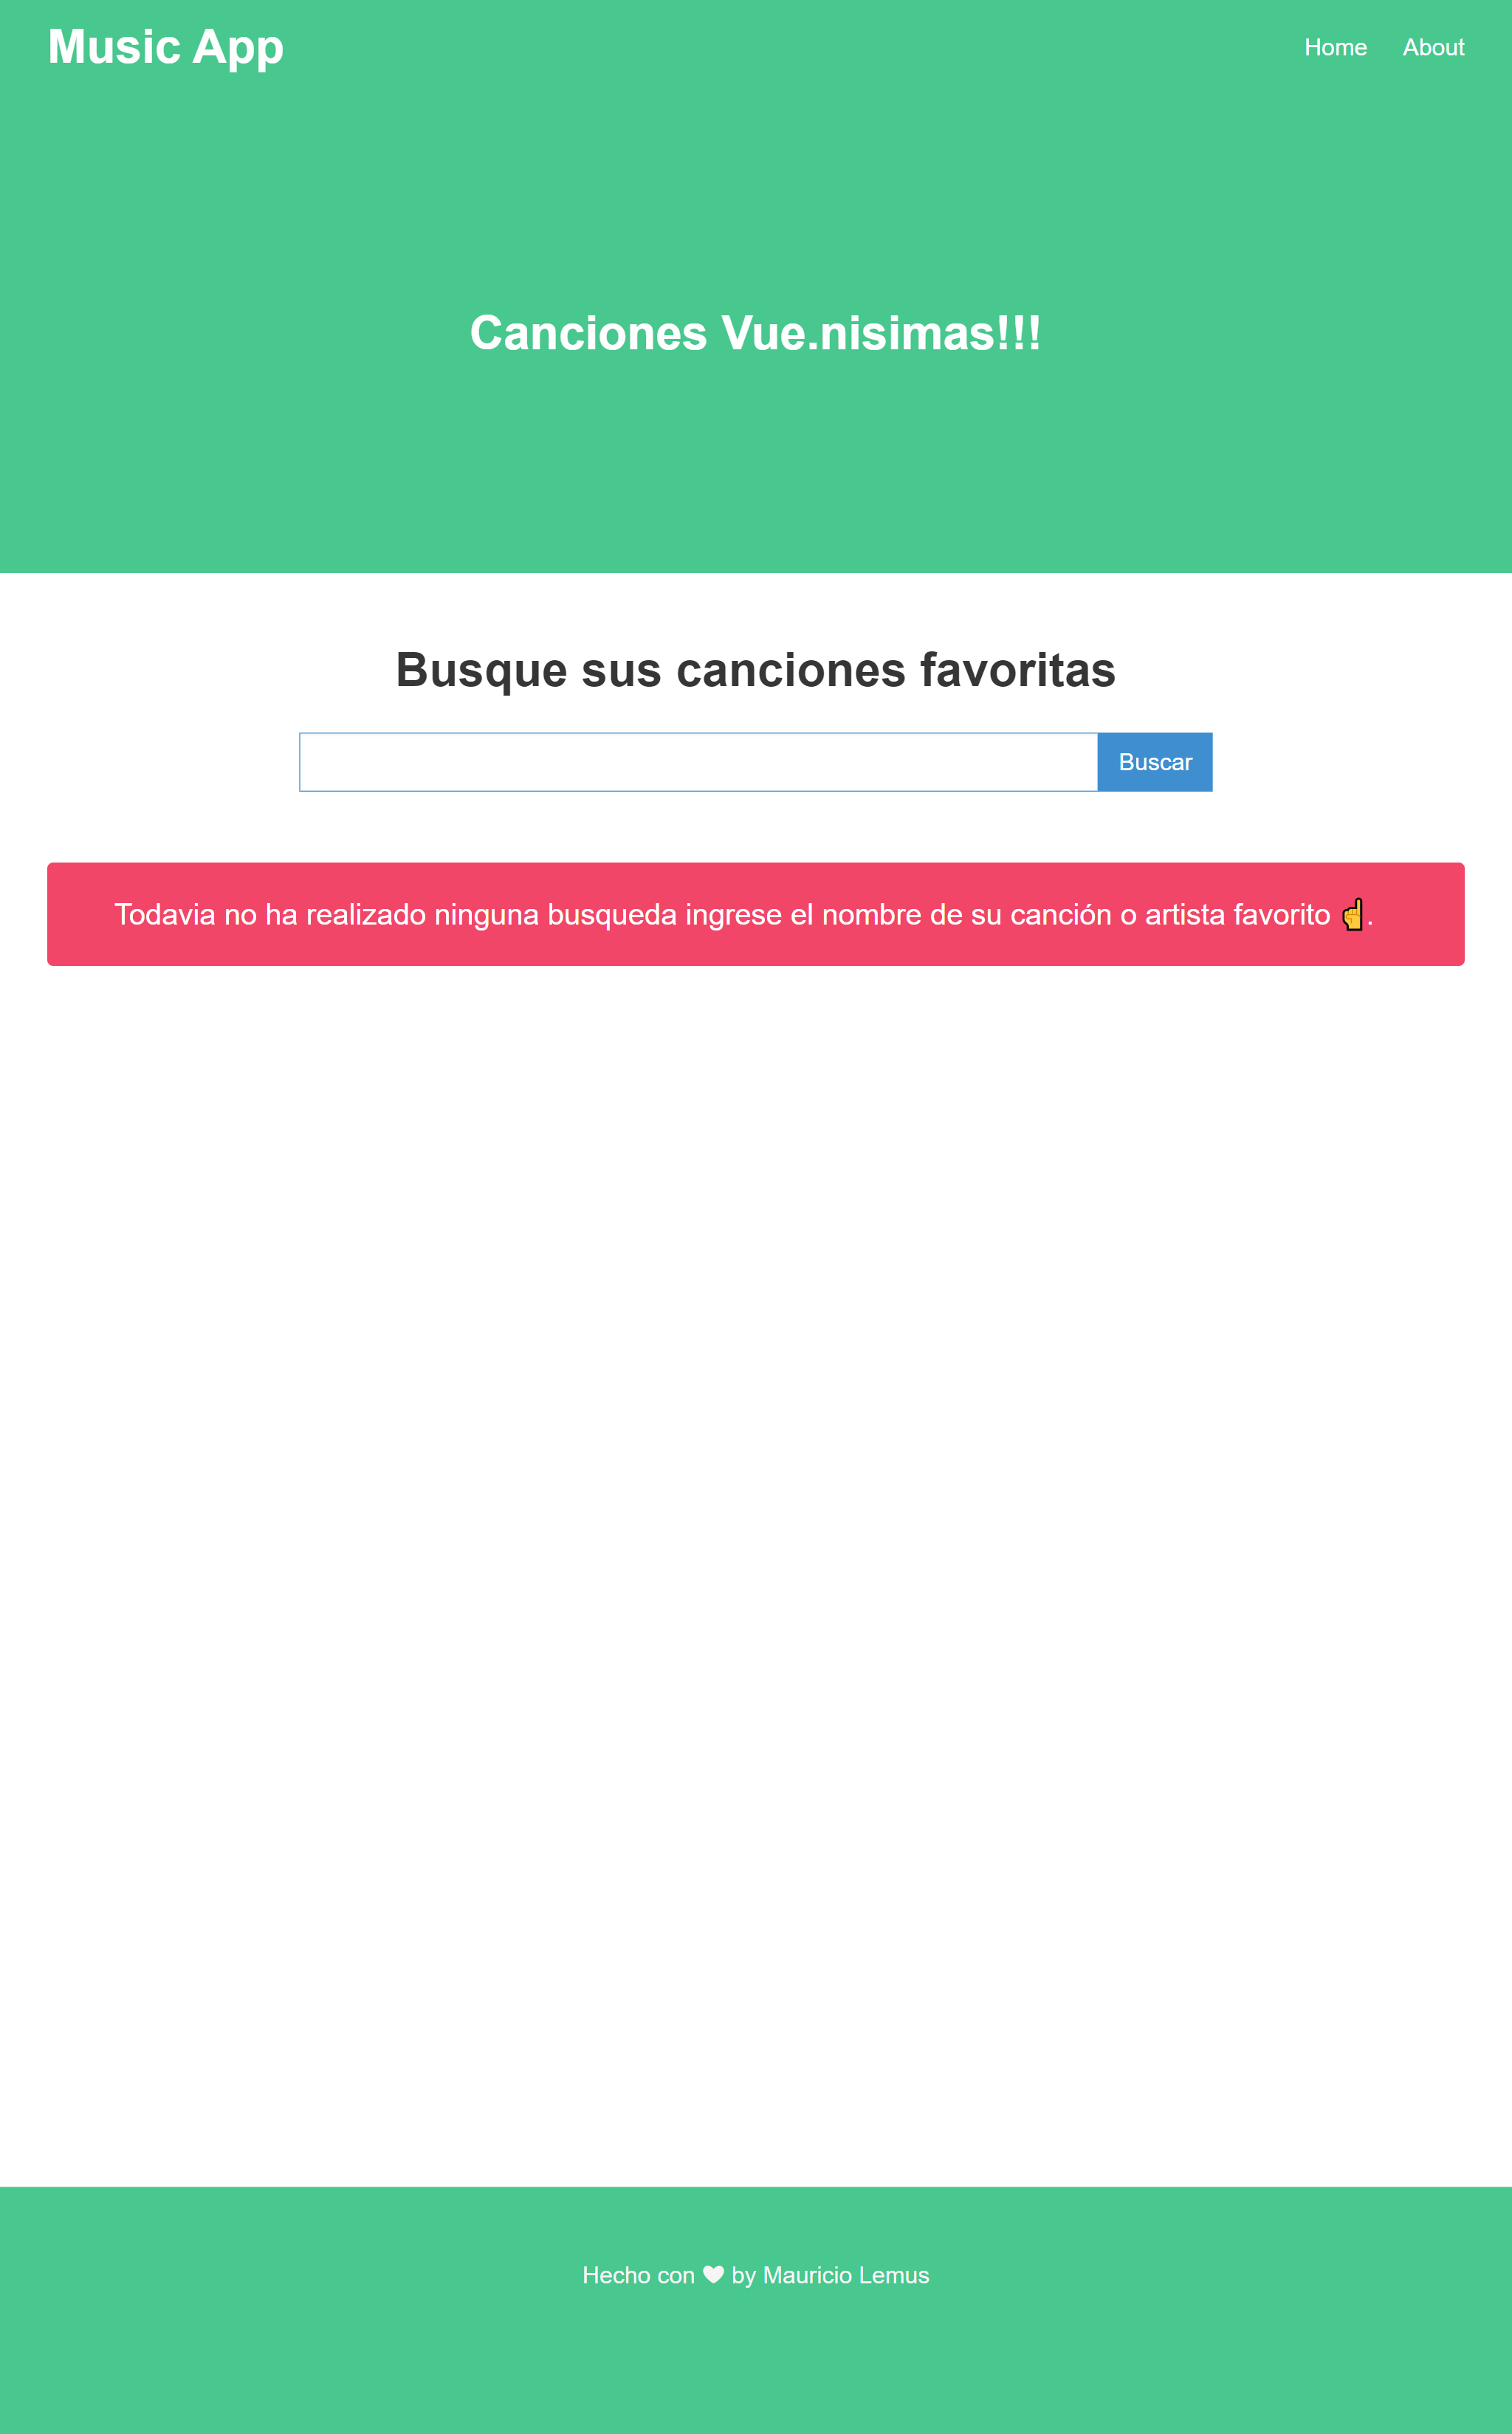 Music App
Home
About
Canciones Vue.nisimas!!!
Busque sus canciones favoritas
Buscar
Todavia no ha realizado ninguna busqueda ingrese el nombre de su canción o artista favorito ☝.
Hecho con ❤ by Mauricio Lemus